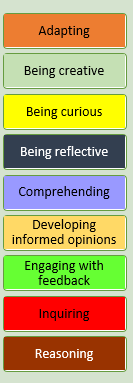 Adapting
Being creative
Being curious
Being reflective
Comprehending
Developing
informed opinions
Engaging with
feedback
Inquiring
Reasoning